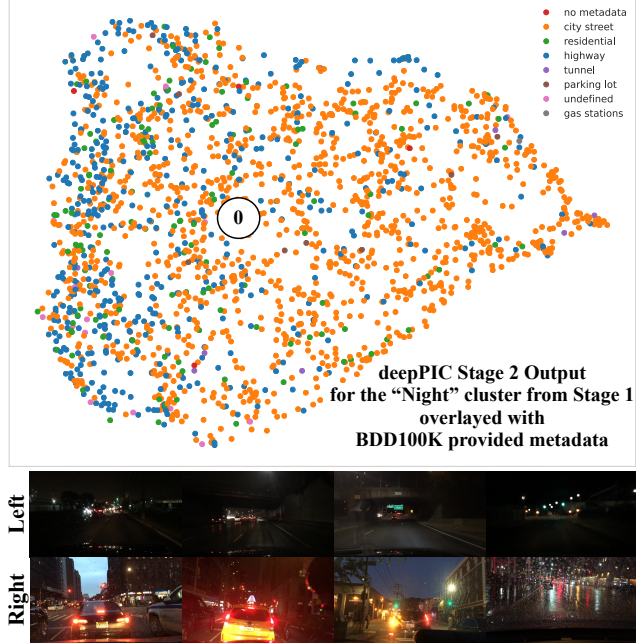 no metadata
city street
residential
highway
tunnel
parking lot
undefined
gas stations
0
deepPIC Stage 2 Output
for the “Night” cluster from Stage 1
overlayed with
BDD100K provided metadata
Left
Right